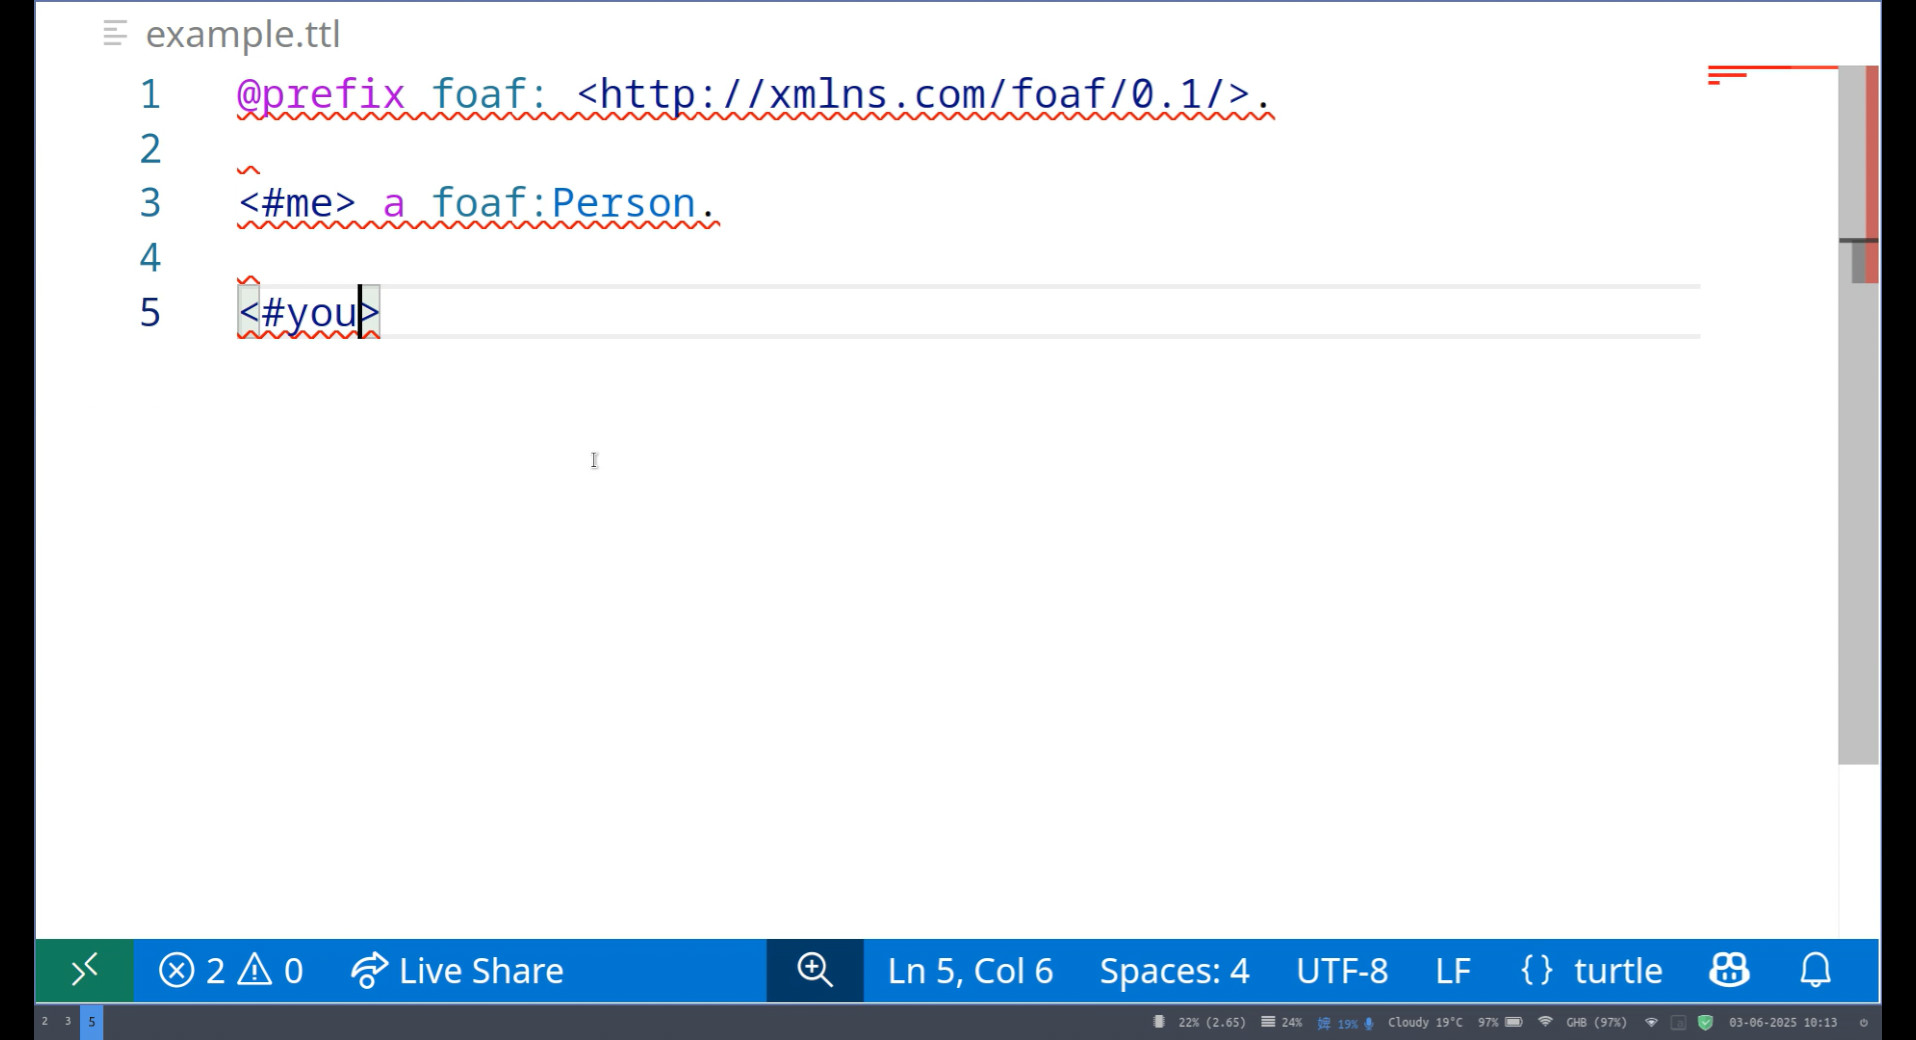 example.ttl
1 @prefix foaf: <http://xmlns.com/foaf/0.1/>.
2
3 <#me> a foaf:Person.
4
5 <#you>
2 0 Live Share Ln 5, Col 6 Spaces: 4 UTF-8 LF {} turtle
2 3 5 22% (2.65) 24% 19% Cloudy 19°C 97% GHB (97%) 03-06-2025 10:13